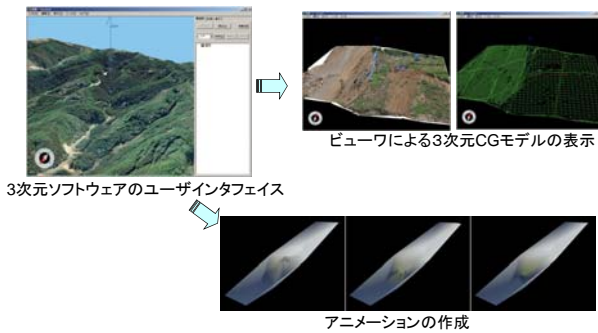 ビューワによる3次元CGモデルの表示
3次元ソフトウェアのユーザインタフェイス
アニメーションの作成